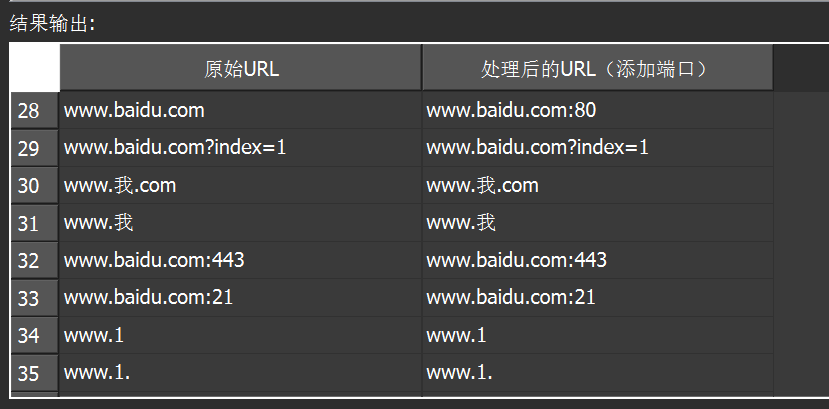 结果输出:
原始URL 处理后的URL（添加端口）
28 www.baidu.com www.baidu.com:80
29 www.baidu.com?index=1 www.baidu.com?index=1
30 www.我.com www.我.com
31 www.我 www.我
32 www.baidu.com:443 www.baidu.com:443
33 www.baidu.com:21 www.baidu.com:21
34 www.1 www.1
35 www.1. www.1.